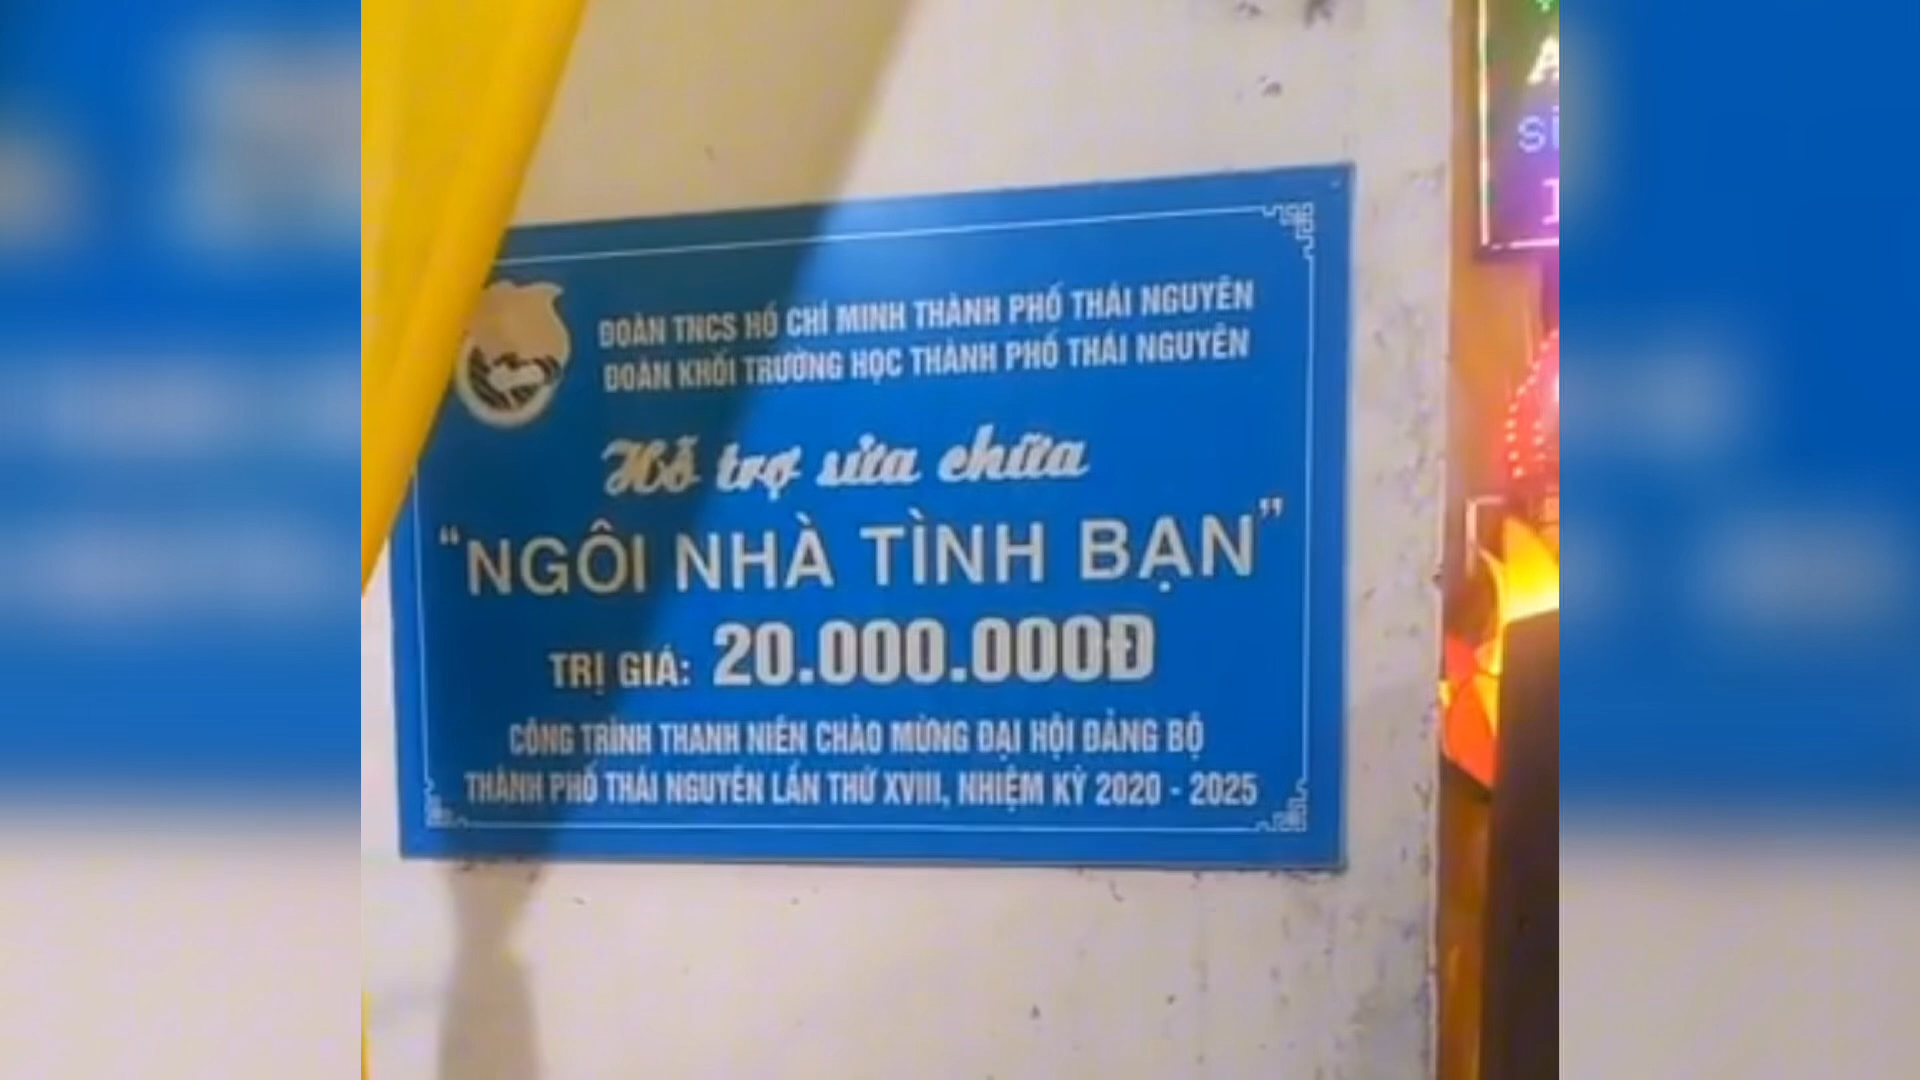 ĐOÀN TNCS HỒ CHÍ MINH THÀNH PHỐ THÁI NGUYÊN
ĐOÀN KHỐI TRƯỜNG HỌC THÀNH PHỐ THÁI NGUYÊN
Hỗ trợ sửa chữa
“NGÔI NHÀ TÌNH BẠN”
TRỊ GIÁ: 20.000.000Đ
CÔNG TRÌNH THANH NIÊN CHÀO MỪNG ĐẠI HỘI ĐẢNG BỘ
THÀNH PHỐ THÁI NGUYÊN LẦN THỨ XVIII, NHIỆM KỲ 2020 - 2025